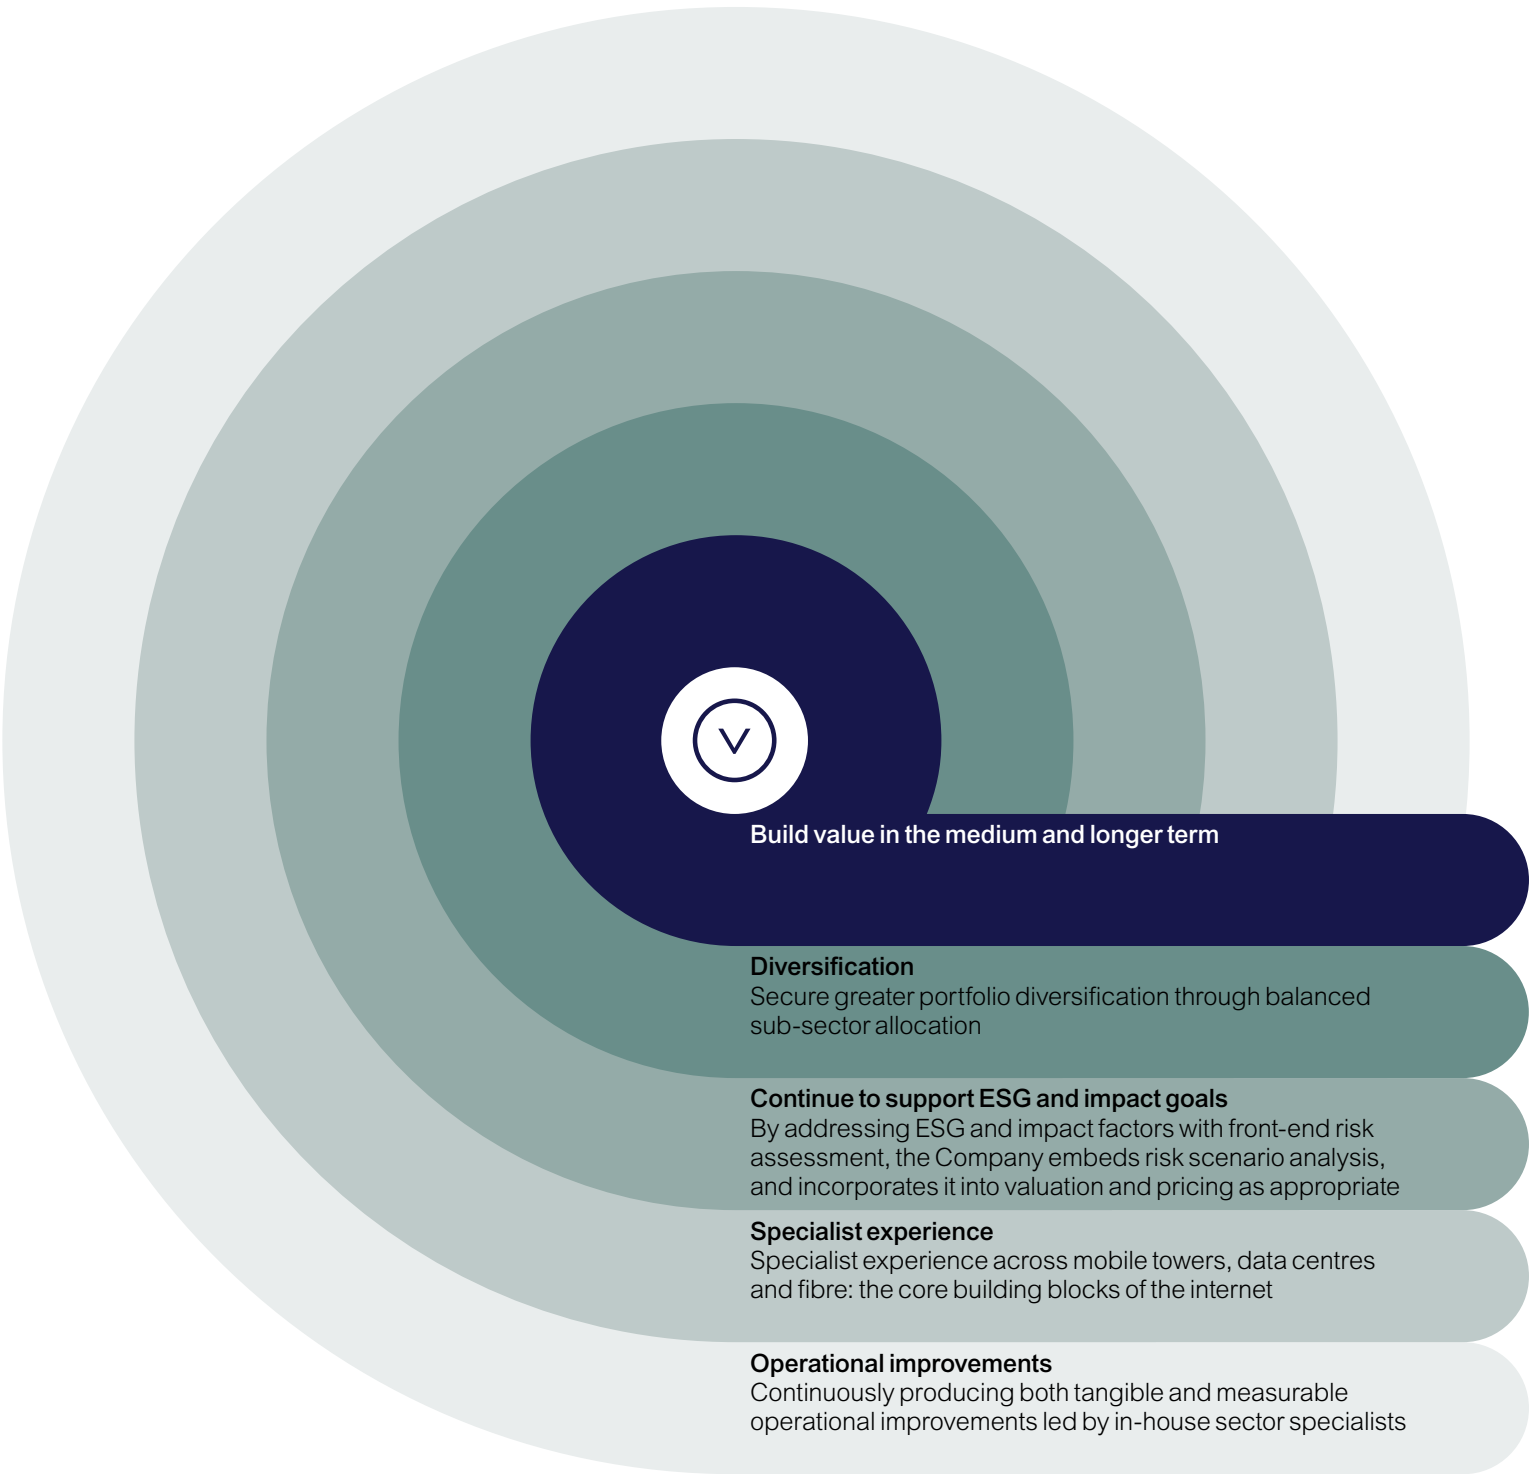 V
Build value in the medium and longer term
Diversification
Secure greater portfolio diversification through balanced
sub-sector allocation
Continue to support ESG and impact goals
By addressing ESG and impact factors with front-end risk
assessment, the Company embeds risk scenario analysis,
and incorporates it into valuation and pricing as appropriate
Specialist experience
Specialist experience across mobile towers, data centres
and fibre: the core building blocks of the internet
Operational improvements
Continuously producing both tangible and measurable
operational improvements led by in-house sector specialists